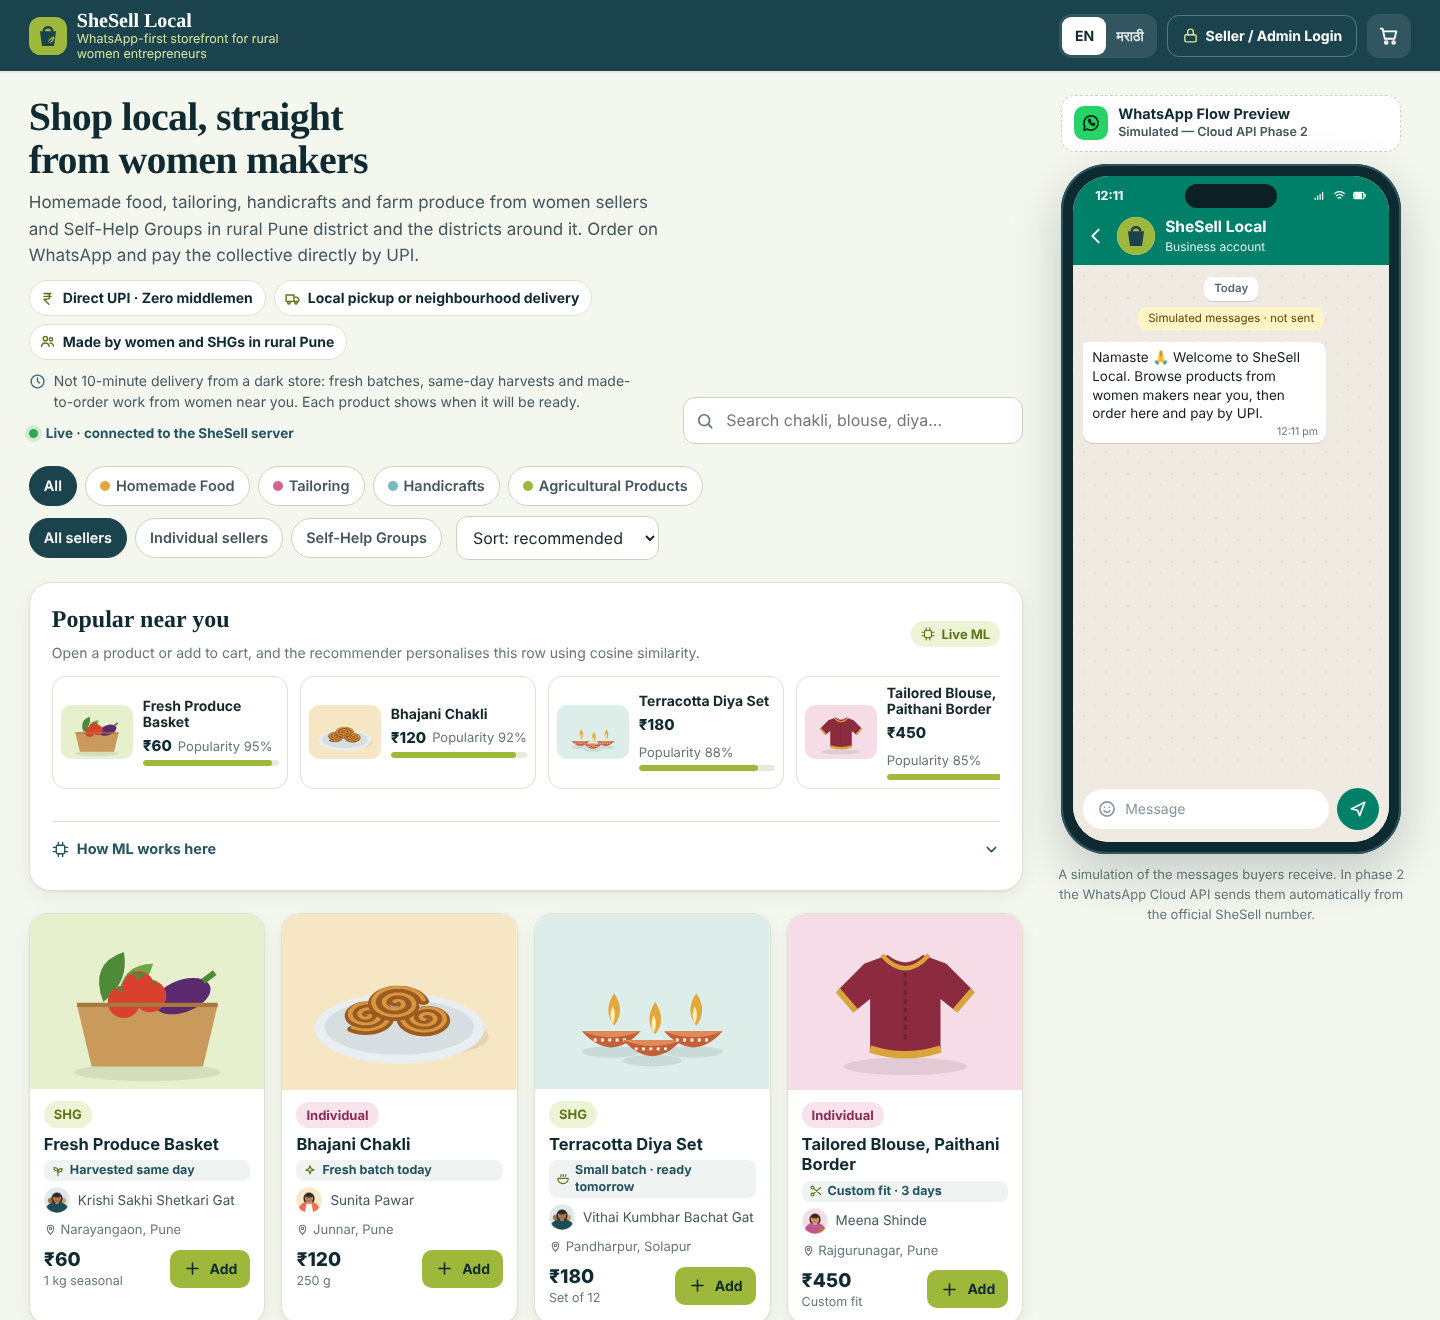 SheSell Local
WhatsApp-first storefront for rural
women entrepreneurs
EN
मराठी
Seller / Admin Login
Shop local, straight
from women makers
Homemade food, tailoring, handicrafts and farm produce from women sellers
and Self-Help Groups in rural Pune district and the districts around it. Order on
WhatsApp and pay the collective directly by UPI.
Direct UPI · Zero middlemen
Local pickup or neighbourhood delivery
Made by women and SHGs in rural Pune
Not 10-minute delivery from a dark store: fresh batches, same-day harvests and made-
to-order work from women near you. Each product shows when it will be ready.
Live · connected to the SheSell server
Search chakli, blouse, diya...
All
Homemade Food
Tailoring
Handicrafts
Agricultural Products
All sellers
Individual sellers
Self-Help Groups
Sort: recommended
Popular near you
Open a product or add to cart, and the recommender personalises this row using cosine similarity.
Live ML
Fresh Produce
Basket
₹60 Popularity 95%
Bhajani Chakli
₹120 Popularity 92%
Terracotta Diya Set
₹180
Popularity 88%
Tailored Blouse,
Paithani Border
₹450
Popularity 85%
How ML works here
SHG
Fresh Produce Basket
Harvested same day
Krishi Sakhi Shetkari Gat
Narayangaon, Pune
₹60
1 kg seasonal
Add
Individual
Bhajani Chakli
Fresh batch today
Sunita Pawar
Junnar, Pune
₹120
250 g
Add
SHG
Terracotta Diya Set
Small batch · ready
tomorrow
Vithai Kumbhar Bachat Gat
Pandharpur, Solapur
₹180
Set of 12
Add
Individual
Tailored Blouse, Paithani
Border
Custom fit · 3 days
Meena Shinde
Rajgurunagar, Pune
₹450
Custom fit
Add
WhatsApp Flow Preview
Simulated — Cloud API Phase 2
12:11
SheSell Local
Business account
Today
Simulated messages · not sent
Namaste 🙏 Welcome to SheSell
Local. Browse products from
women makers near you, then
order here and pay by UPI.
12:11 pm
Message
A simulation of the messages buyers receive. In phase 2
the WhatsApp Cloud API sends them automatically from
the official SheSell number.